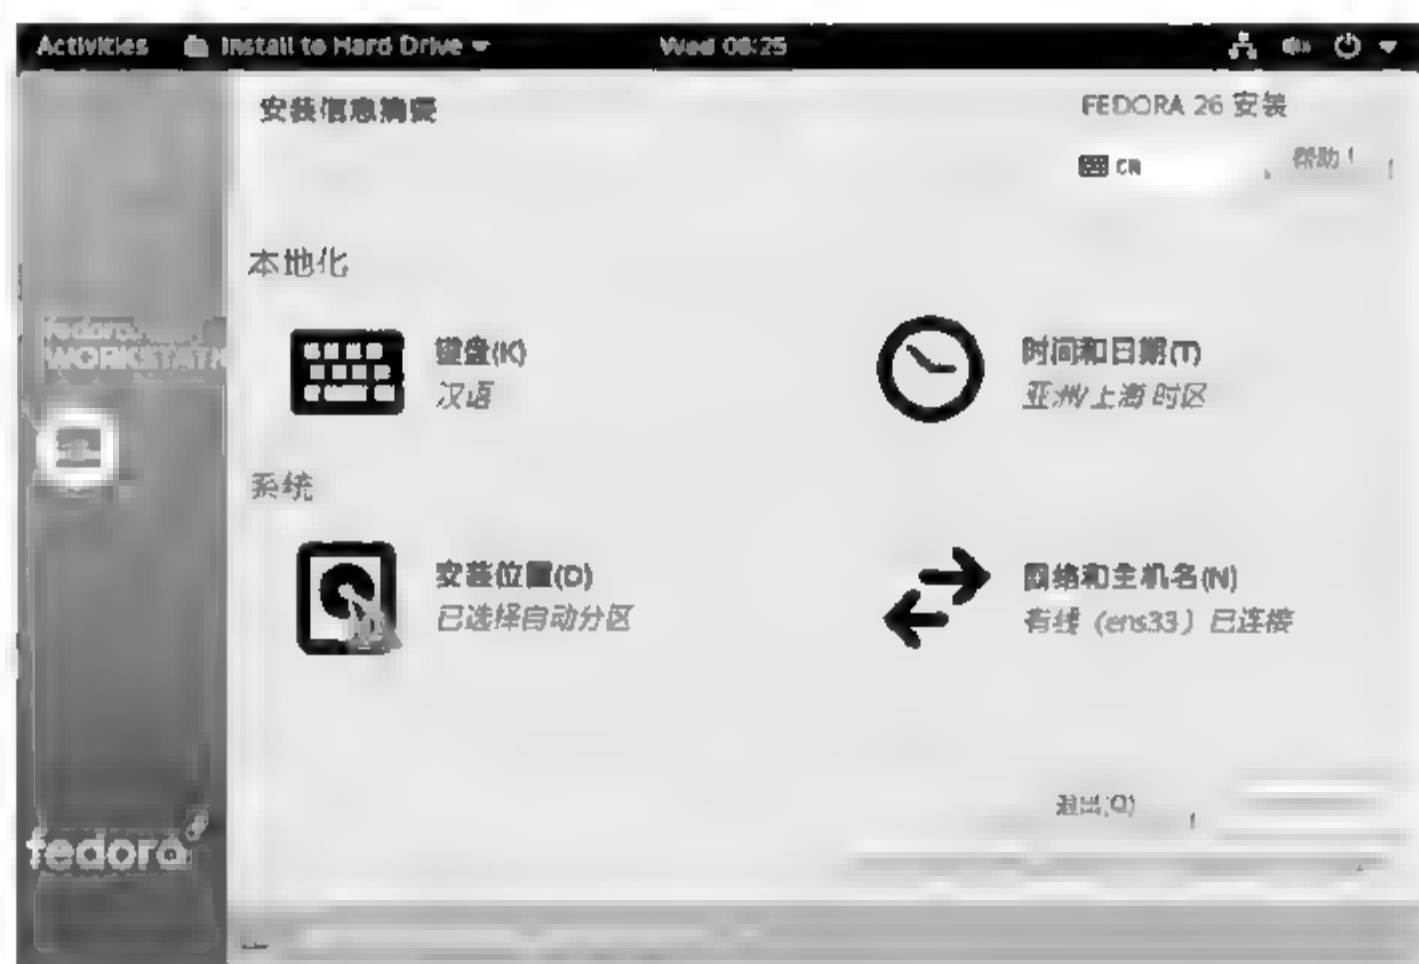 Activities Install to Hard Drive Wed 08:25
安装信息摘要
FEDORA 26 安装
cn 帮助！
本地化
键盘(K)
汉语
时间和日期(T)
亚洲/上海 时区
fedora
WORKSTATIO
系统
安装位置(D)
已选择自动分区
网络和主机名(N)
有线（ens33）已连接
退出(Q)
fedora